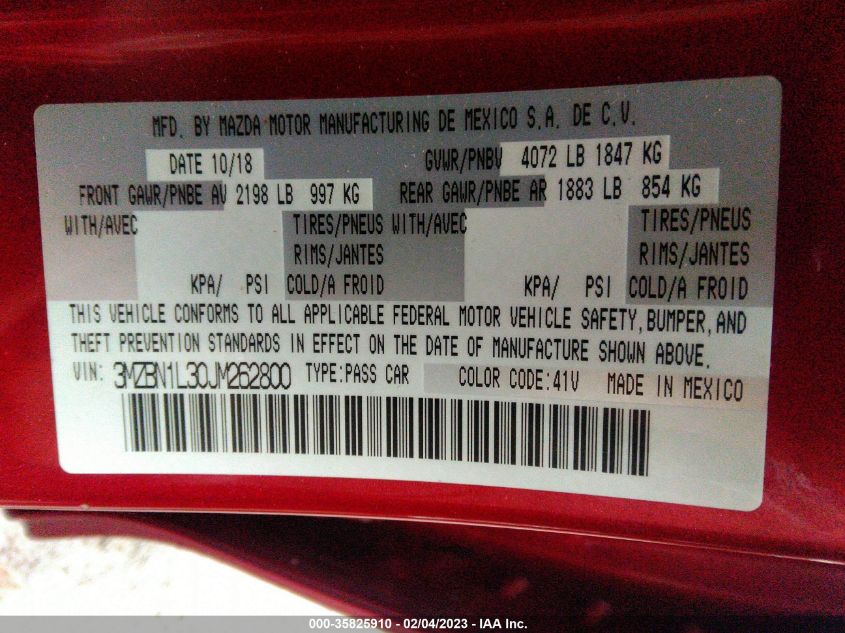 MFD. BY MAZDA MOTOR MANUFACTURING DE MEXICO S.A. DE C.V.
DATE 10/18 GVWR/PNBV 4072 LB 1847 KG
FRONT GAWR/PNBE AV 2198 LB 997 KG REAR GAWR/PNBE AR 1883 LB 854 KG
WITH/AVEC TIRES/PNEUS WITH/AVEC TIRES/PNEUS
RIMS/JANTES RIMS/JANTES
KPA/ PSI COLD/A FROID KPA/ PSI COLD/A FROID
THIS VEHICLE CONFORMS TO ALL APPLICABLE FEDERAL MOTOR VEHICLE SAFETY, BUMPER, AND
THEFT PREVENTION STANDARDS IN EFFECT ON THE DATE OF MANUFACTURE SHOWN ABOVE.
VIN: 3MZBN1L30JM262800 TYPE:PASS CAR COLOR CODE:41V MADE IN MEXICO
000-35825910 - 02/04/2023 - IAA Inc.